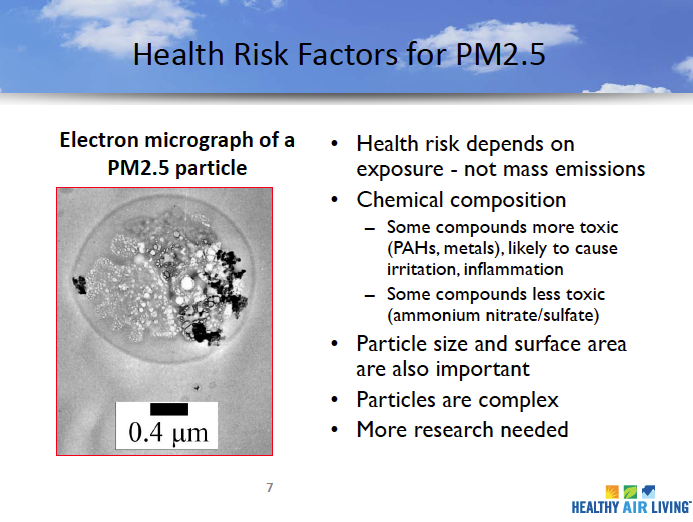 Health Risk Factors for PM2.5
Electron micrograph of a
PM2.5 particle
0.4 μm
• Health risk depends on
exposure - not mass emissions
• Chemical composition
– Some compounds more toxic
(PAHs, metals), likely to cause
irritation, inflammation
– Some compounds less toxic
(ammonium nitrate/sulfate)
• Particle size and surface area
are also important
• Particles are complex
• More research needed
7
HEALTHY AIR LIVING™